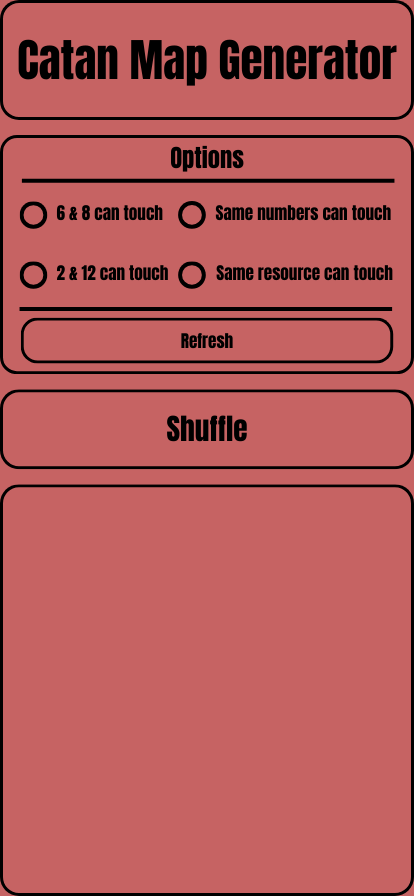 Catan Map Generator
Options
6 & 8 can touch
Same numbers can touch
2 & 12 can touch
Same resource can touch
Refresh
Shuffle